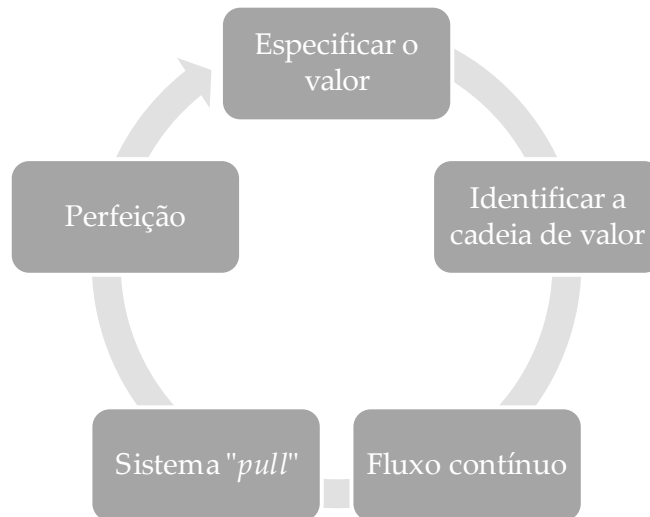 Especificar o
valor
Identificar a
cadeia de valor
Fluxo contínuo
Sistema "pull"
Perfeição